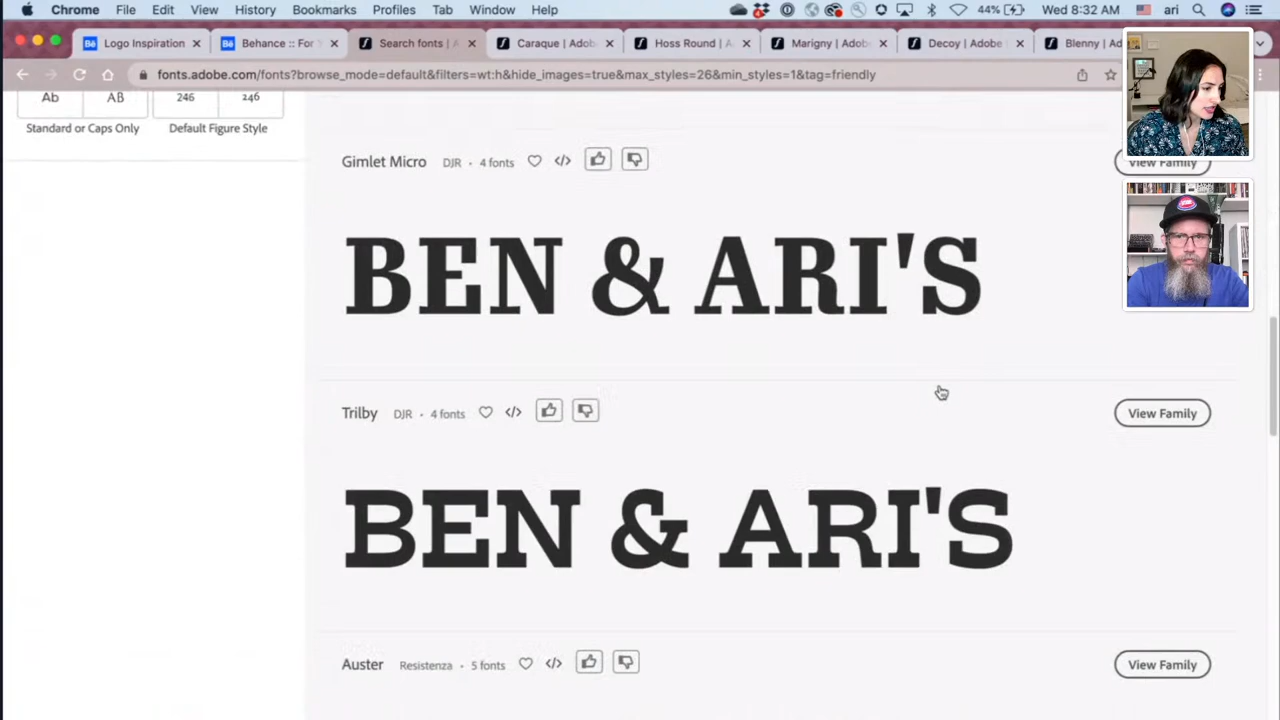 Chrome File Edit View History Bookmarks Profiles Tab Window Help 44% Wed 8:32 AM ari
Logo Inspiration Behance :: For Y Search fonts | A Caraque | Adob Hoss Round | A Marigny | Adob Decoy | Adobe Blenny | Ad
fonts.adobe.com/fonts?browse_mode=default&filters=wt:h&hide_images=true&max_styles=26&min_styles=1&tag=friendly
Ab AB 246 246
Standard or Caps Only Default Figure Style
Gimlet Micro DJR • 4 fonts </> View Family
BEN & ARI'S
Trilby DJR • 4 fonts </> View Family
BEN & ARI'S
Auster Resistenza • 5 fonts </> View Family